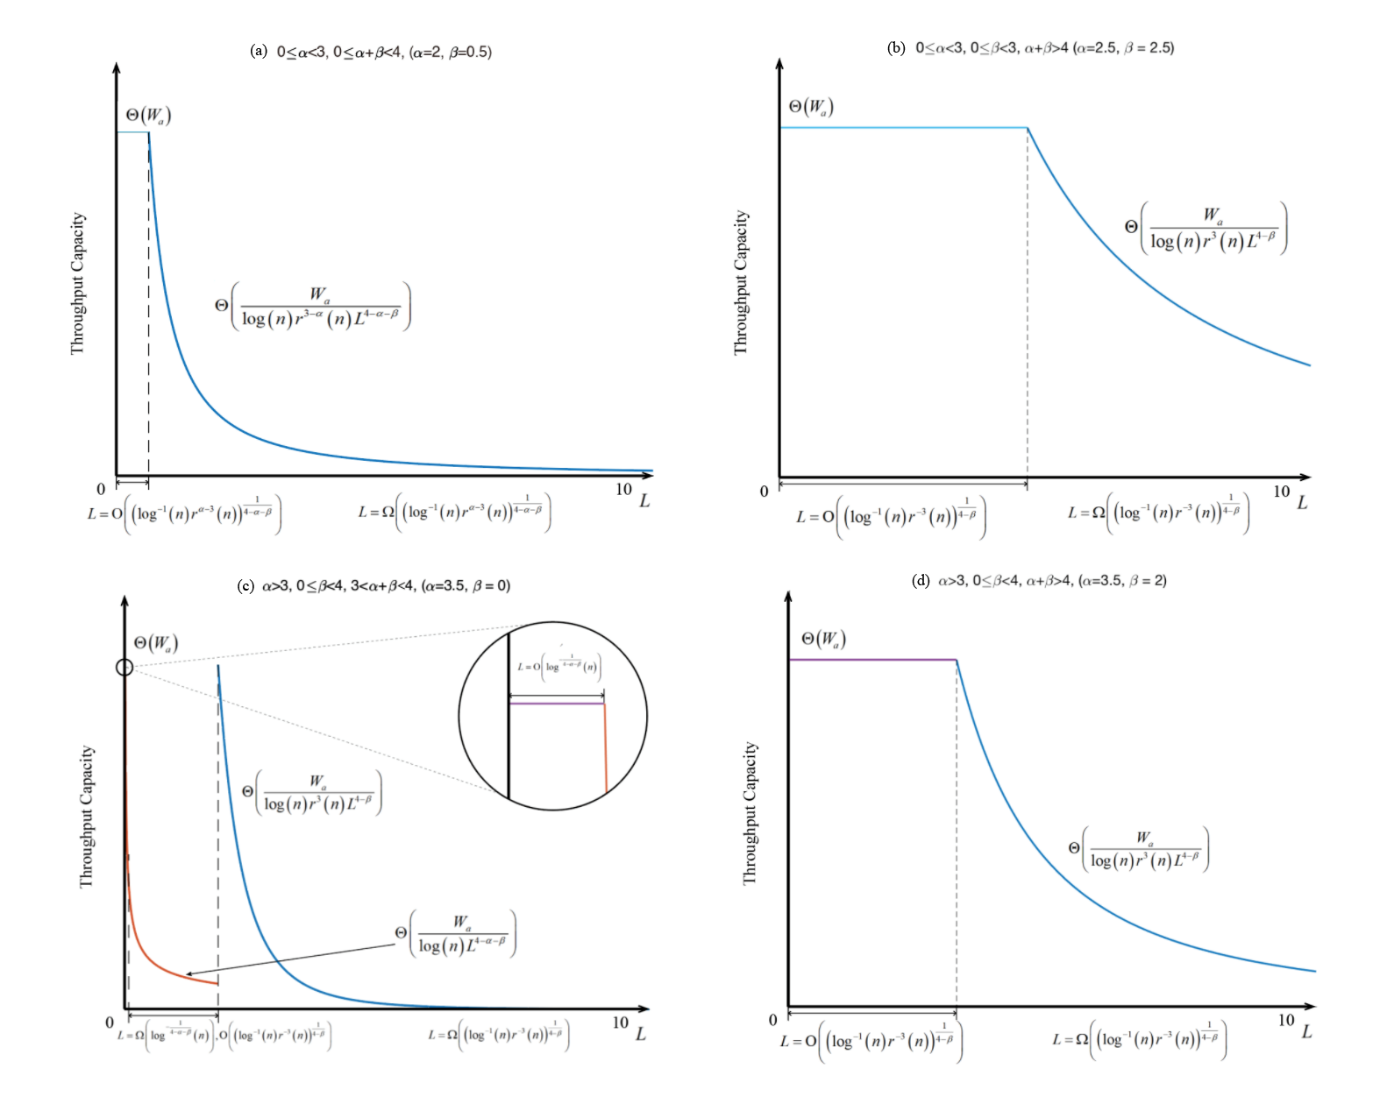 (a) 0≤α<3, 0≤α+β<4, (α=2, β=0.5)
Θ(W_a)
Throughput Capacity
Θ(W_a / (log(n) r^{3−α}(n) L^{4−α−β}))
0
10
L
L = O((log^{−1}(n) r^{α−3}(n))^{1/(4−α−β)})
L = Ω((log^{−1}(n) r^{α−3}(n))^{1/(4−α−β)})
(b) 0≤α<3, 0≤β<3, α+β>4 (α=2.5, β = 2.5)
Θ(W_a)
Throughput Capacity
Θ(W_a / (log(n) r^{3}(n) L^{4−β}))
0
10
L
L = O((log^{−1}(n) r^{−3}(n))^{1/(4−β)})
L = Ω((log^{−1}(n) r^{−3}(n))^{1/(4−β)})
(c) α>3, 0≤β<4, 3<α+β<4, (α=3.5, β = 0)
Θ(W_a)
L = O(log^{1/(4−α−β)}(n))
Throughput Capacity
Θ(W_a / (log(n) r^{3}(n) L^{4−β}))
Θ(W_a / (log(n) L^{4−α−β}))
0
10
L
L = Ω(log^{1/(4−α−β)}(n)), O((log^{−1}(n) r^{−3}(n))^{1/(4−β)})
L = Ω((log^{−1}(n) r^{−3}(n))^{1/(4−β)})
(d) α>3, 0≤β<4, α+β>4, (α=3.5, β = 2)
Θ(W_a)
Throughput Capacity
Θ(W_a / (log(n) r^{3}(n) L^{4−β}))
0
10
L
L = O((log^{−1}(n) r^{−3}(n))^{1/(4−β)})
L = Ω((log^{−1}(n) r^{−3}(n))^{1/(4−β)})